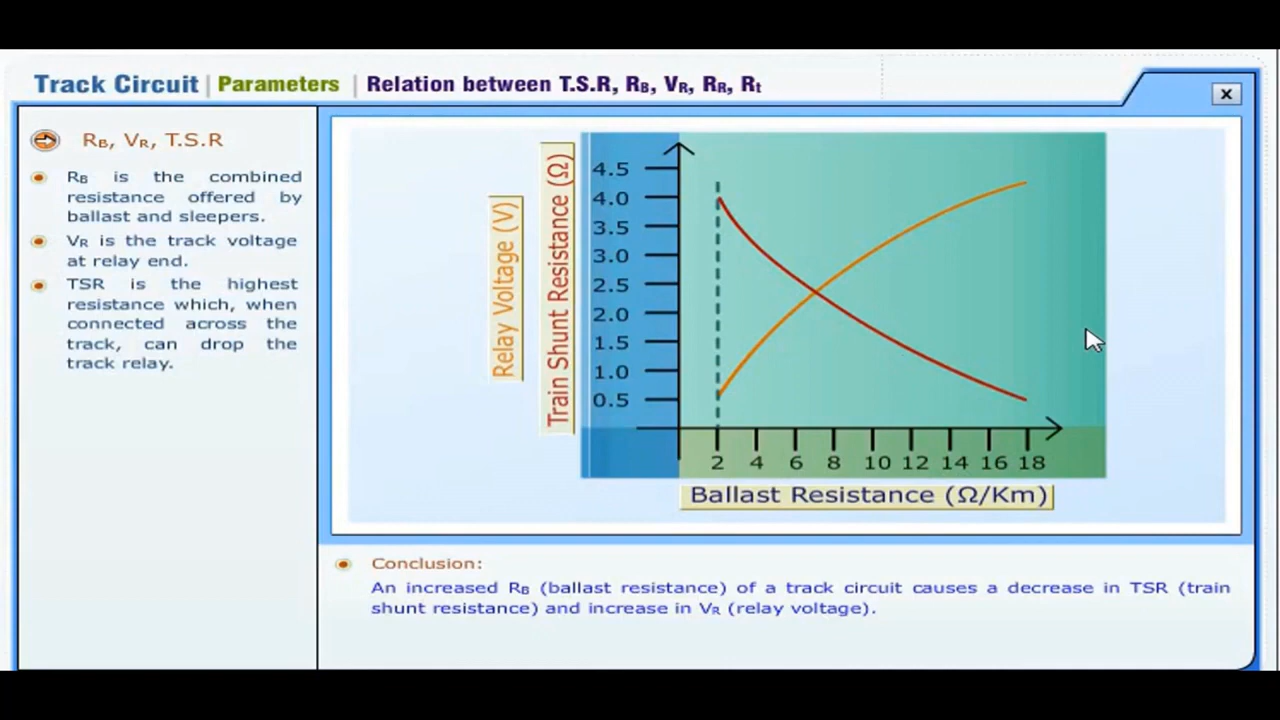 Track Circuit | Parameters | Relation between T.S.R, RB, VR, RR, Rt
x
RB, VR, T.S.R
RB is the combined
resistance offered by
ballast and sleepers.
VR is the track voltage
at relay end.
TSR is the highest
resistance which, when
connected across the
track, can drop the
track relay.
Relay Voltage (V)
Train Shunt Resistance (Ω)
4.5
4.0
3.5
3.0
2.5
2.0
1.5
1.0
0.5
2 4 6 8 10 12 14 16 18
Ballast Resistance (Ω/Km)
Conclusion:
An increased RB (ballast resistance) of a track circuit causes a decrease in TSR (train
shunt resistance) and increase in VR (relay voltage).